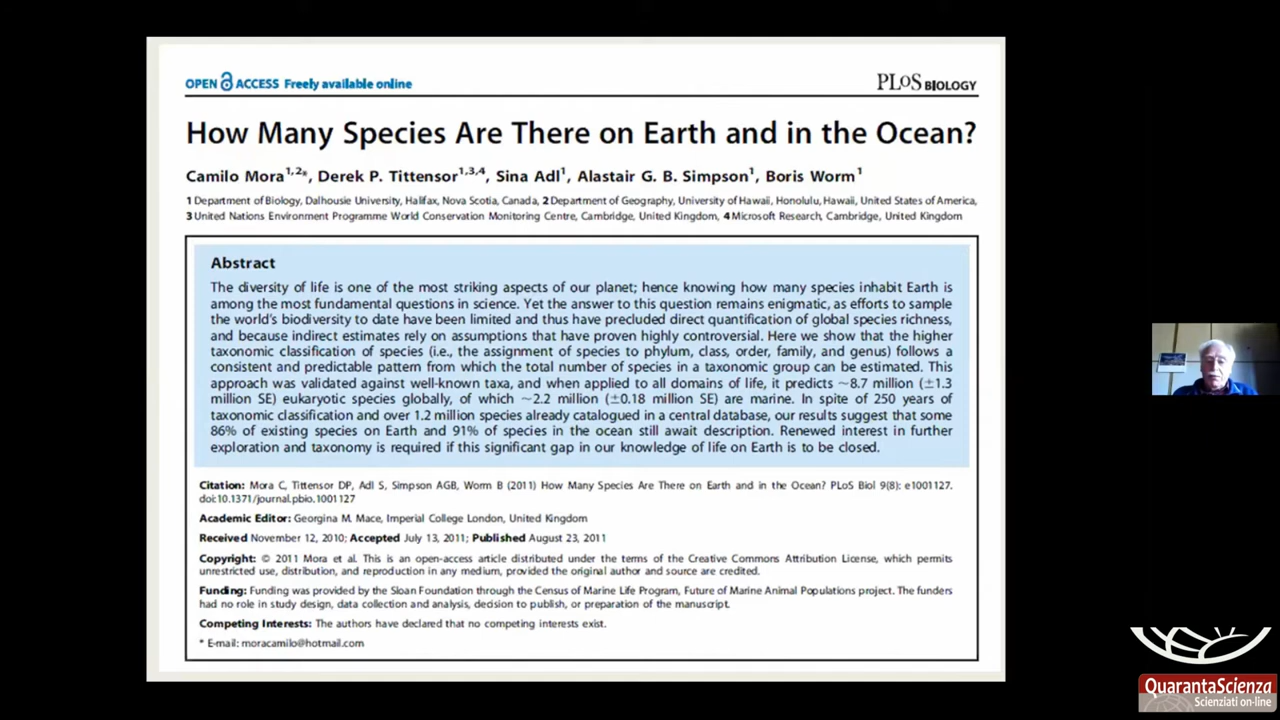 OPEN ACCESS Freely available online
PLoS BIOLOGY
How Many Species Are There on Earth and in the Ocean?
Camilo Mora1,2*, Derek P. Tittensor1,3,4, Sina Adl1, Alastair G. B. Simpson1, Boris Worm1
1 Department of Biology, Dalhousie University, Halifax, Nova Scotia, Canada, 2 Department of Geography, University of Hawaii, Honolulu, Hawaii, United States of America,
3 United Nations Environment Programme World Conservation Monitoring Centre, Cambridge, United Kingdom, 4 Microsoft Research, Cambridge, United Kingdom
Abstract
The diversity of life is one of the most striking aspects of our planet; hence knowing how many species inhabit Earth is
among the most fundamental questions in science. Yet the answer to this question remains enigmatic, as efforts to sample
the world's biodiversity to date have been limited and thus have precluded direct quantification of global species richness,
and because indirect estimates rely on assumptions that have proven highly controversial. Here we show that the higher
taxonomic classification of species (i.e., the assignment of species to phylum, class, order, family, and genus) follows a
consistent and predictable pattern from which the total number of species in a taxonomic group can be estimated. This
approach was validated against well-known taxa, and when applied to all domains of life, it predicts ~8.7 million (±1.3
million SE) eukaryotic species globally, of which ~2.2 million (±0.18 million SE) are marine. In spite of 250 years of
taxonomic classification and over 1.2 million species already catalogued in a central database, our results suggest that some
86% of existing species on Earth and 91% of species in the ocean still await description. Renewed interest in further
exploration and taxonomy is required if this significant gap in our knowledge of life on Earth is to be closed.
Citation: Mora C, Tittensor DP, Adl S, Simpson AGB, Worm B (2011) How Many Species Are There on Earth and in the Ocean? PLoS Biol 9(8): e1001127.
doi:10.1371/journal.pbio.1001127
Academic Editor: Georgina M. Mace, Imperial College London, United Kingdom
Received November 12, 2010; Accepted July 13, 2011; Published August 23, 2011
Copyright: © 2011 Mora et al. This is an open-access article distributed under the terms of the Creative Commons Attribution License, which permits
unrestricted use, distribution, and reproduction in any medium, provided the original author and source are credited.
Funding: Funding was provided by the Sloan Foundation through the Census of Marine Life Program, Future of Marine Animal Populations project. The funders
had no role in study design, data collection and analysis, decision to publish, or preparation of the manuscript.
Competing Interests: The authors have declared that no competing interests exist.
* E-mail: moracamilo@hotmail.com
QuarantaScienza
Scienziati on-line